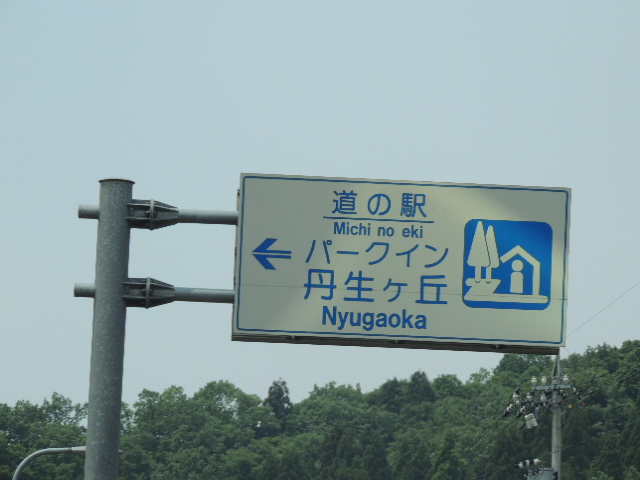 道の駅
Michi no eki
パークイン
丹生ヶ丘
Nyugaoka